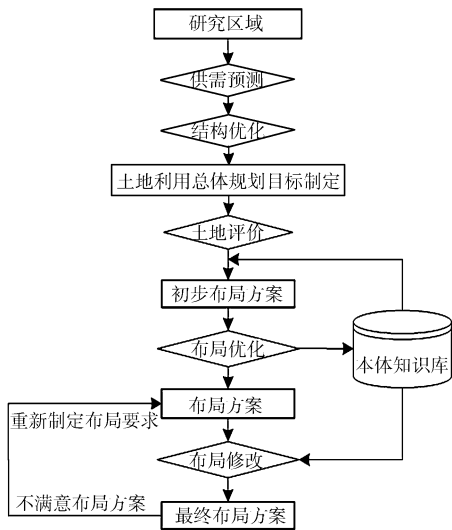 研究区域
供需预测
结构优化
土地利用总体规划目标制定
土地评价
初步布局方案
布局优化
本体知识库
布局方案
重新制定布局要求
布局修改
不满意布局方案
最终布局方案